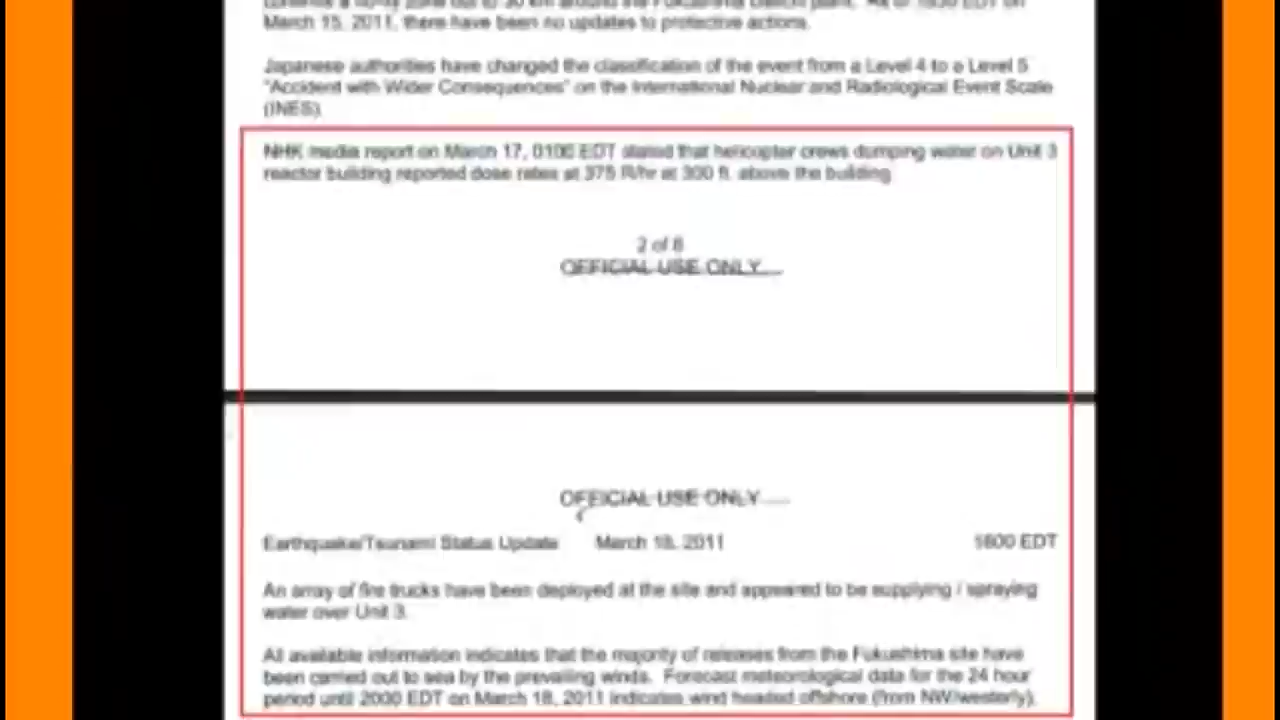 March 15, 2011, there have been no updates to protective actions.
Japanese authorities have changed the classification of the event from a Level 4 to a Level 5
"Accident with Wider Consequences" on the International Nuclear and Radiological Event Scale
(INES).
NHK media report on March 17, 0100 EDT stated that helicopter crews dumping water on Unit 3
reactor building reported dose rates at 375 R/hr at 300 ft. above the building.
2 of 6
OFFICIAL USE ONLY
OFFICIAL USE ONLY
Earthquake/Tsunami Status Update March 18, 2011 1600 EDT
An array of fire trucks have been deployed at the site and appeared to be supplying / spraying
water over Unit 3.
All available information indicates that the majority of releases from the Fukushima site have
been carried out to sea by the prevailing winds. Forecast meteorological data for the 24 hour
period until 2000 EDT on March 18, 2011 indicates wind headed offshore (from NW/westerly).